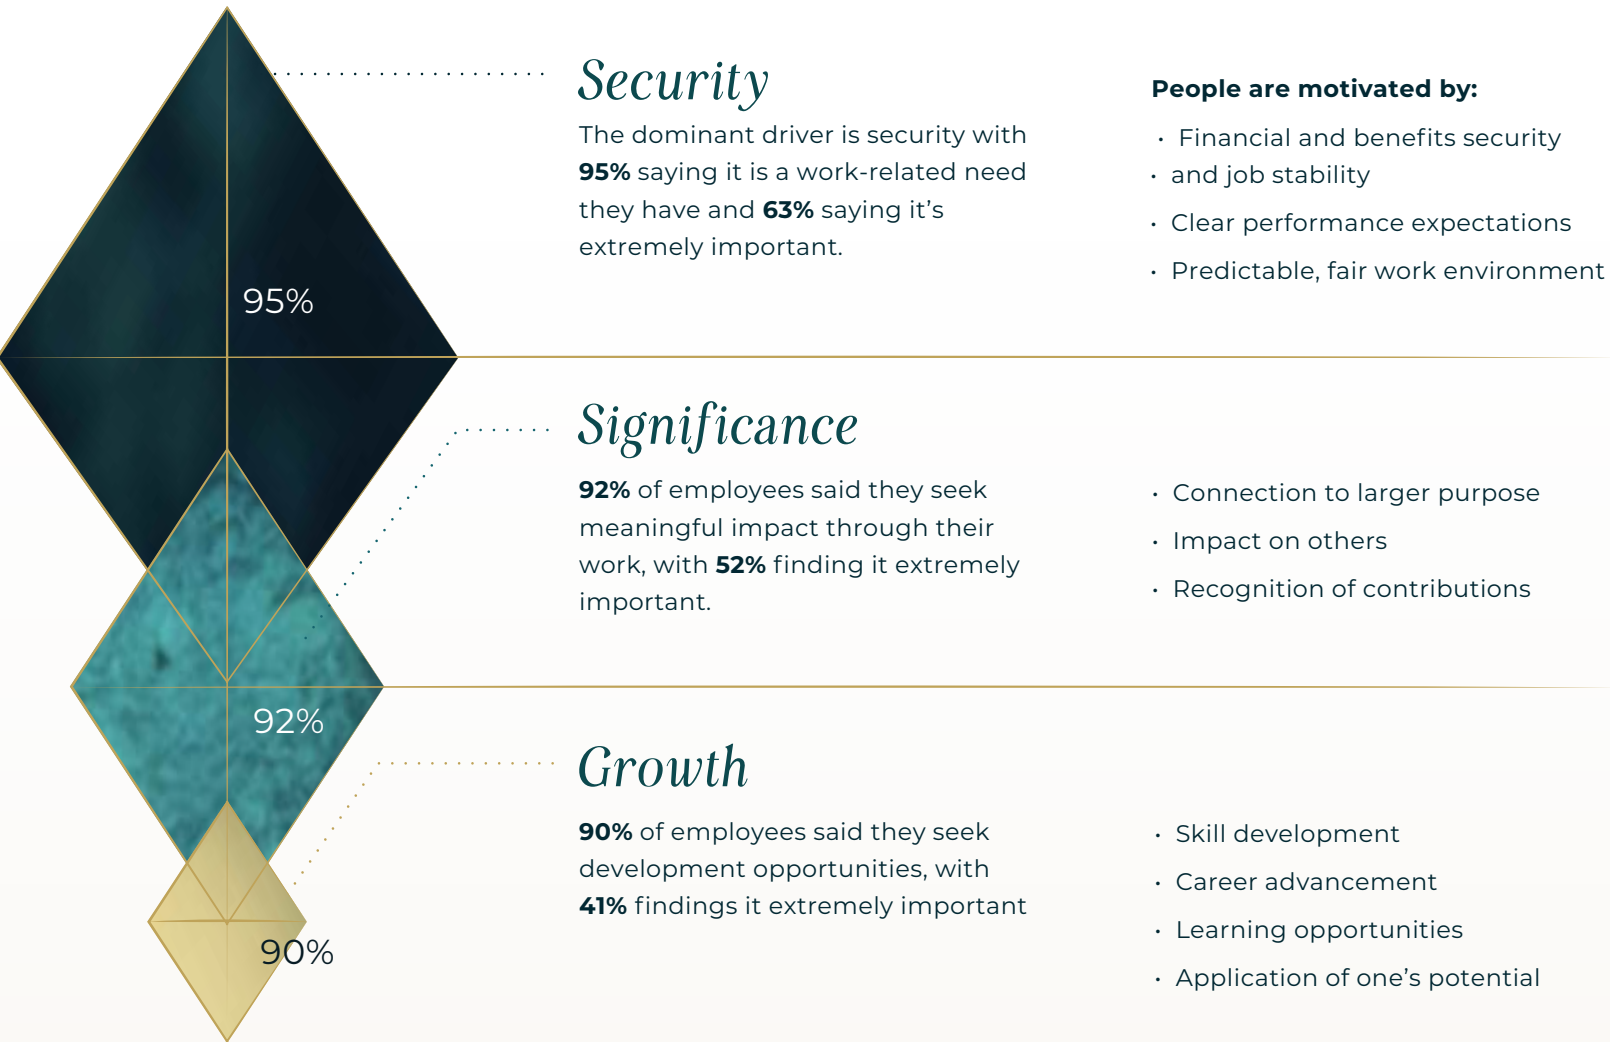 Security
The dominant driver is security with
95% saying it is a work-related need
they have and 63% saying it’s
extremely important.
People are motivated by:
• Financial and benefits security
• and job stability
• Clear performance expectations
• Predictable, fair work environment
95%
Significance
92% of employees said they seek
meaningful impact through their
work, with 52% finding it extremely
important.
• Connection to larger purpose
• Impact on others
• Recognition of contributions
92%
Growth
90% of employees said they seek
development opportunities, with
41% findings it extremely important
• Skill development
• Career advancement
• Learning opportunities
• Application of one’s potential
90%